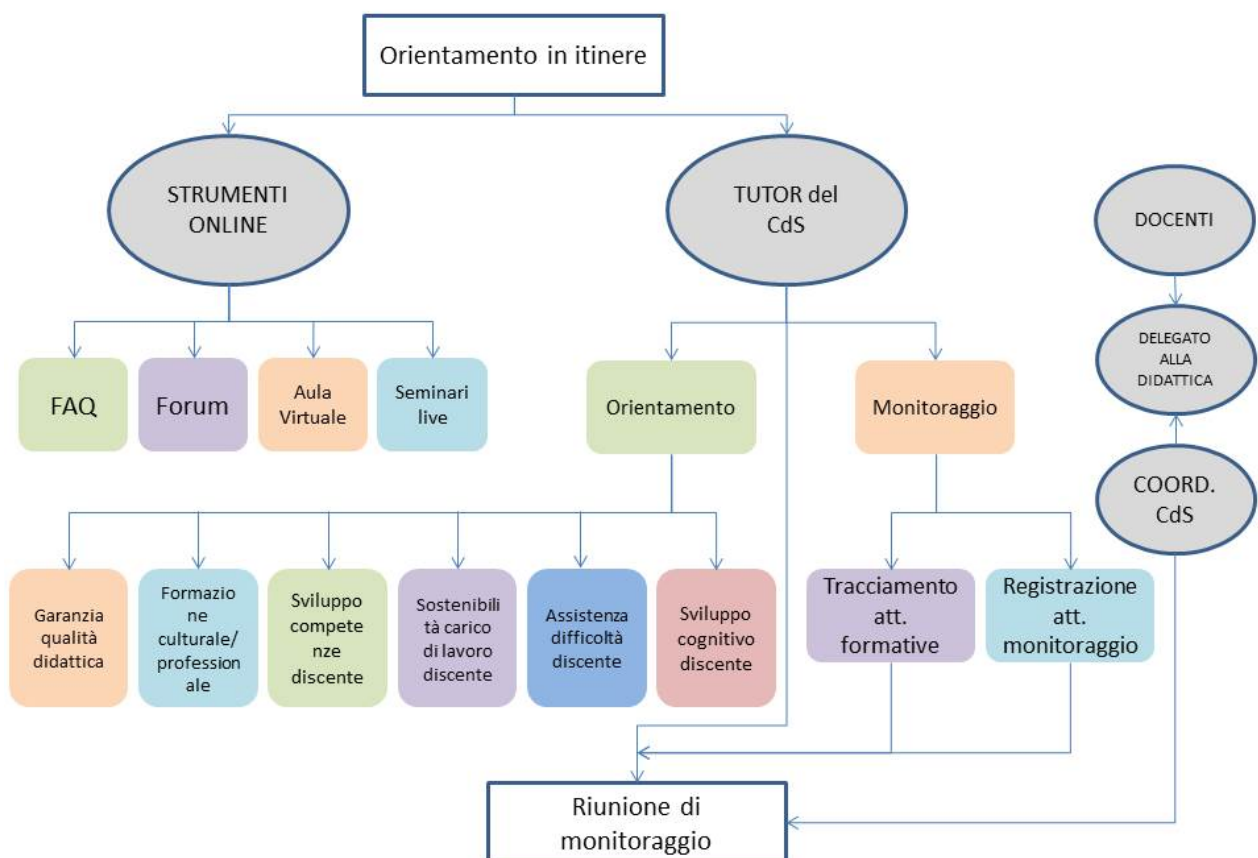 Orientamento in itinere
STRUMENTI
ONLINE
TUTOR del
CdS
DOCENTI
DELEGATO
ALLA
DIDATTICA
COORD.
CdS
FAQ
Forum
Aula
Virtuale
Seminari
live
Orientamento
Monitoraggio
Garanzia
qualità
didattica
Formazio
ne
culturale/
profession
ale
Sviluppo
compete
nze
discente
Sostenibili
tà carico
di lavoro
discente
Assistenza
difficoltà
discente
Sviluppo
cognitivo
discente
Tracciamento
att.
formative
Registrazione
att.
monitoraggio
Riunione di
monitoraggio